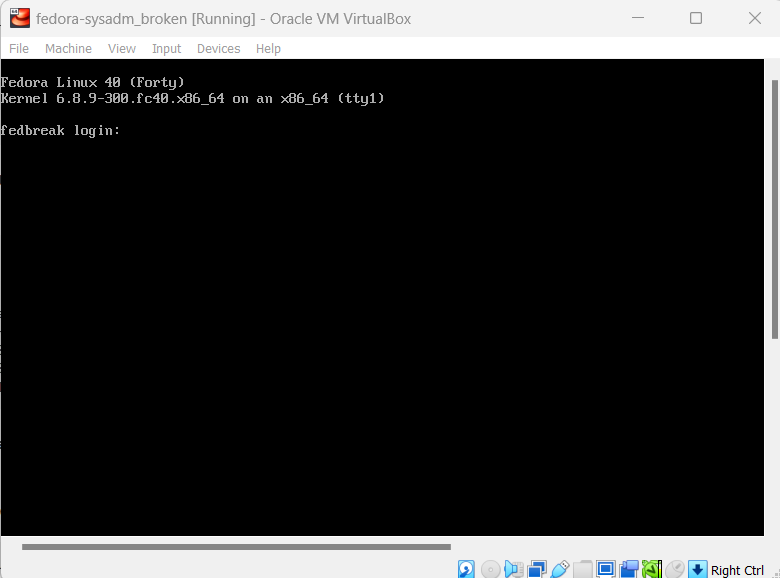 fedora-sysadm_broken [Running] - Oracle VM VirtualBox
File Machine View Input Devices Help
Fedora Linux 40 (Forty)
Kernel 6.8.9-300.fc40.x86_64 on an x86_64 (tty1)
fedbreak login:
Right Ctrl